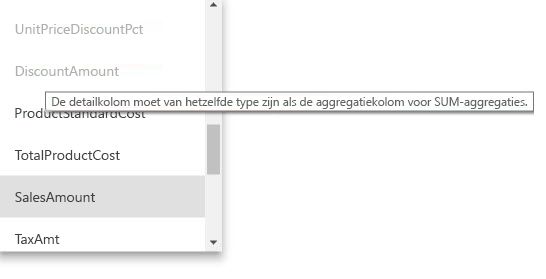 UnitPriceDiscountPct
DiscountAmount
De detailkolom moet van hetzelfde type zijn als de aggregatiekolom voor SUM-aggregaties.
ProductStandardCost
TotalProductCost
SalesAmount
TaxAmt